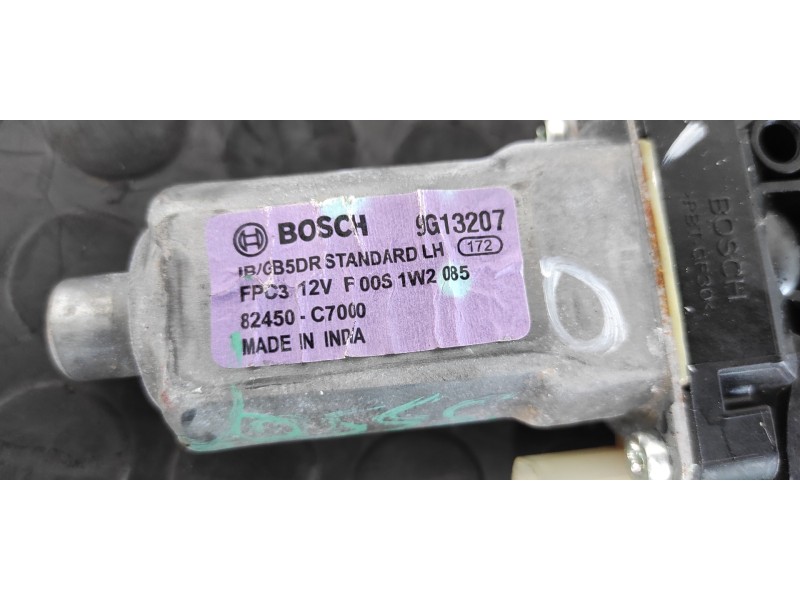 BOSCH 9G13207
IB/GB5DR STANDARD LH 172
FPC3 12V F 00S 1W2 085
82450 - C7000
MADE IN INDIA
BOSCH